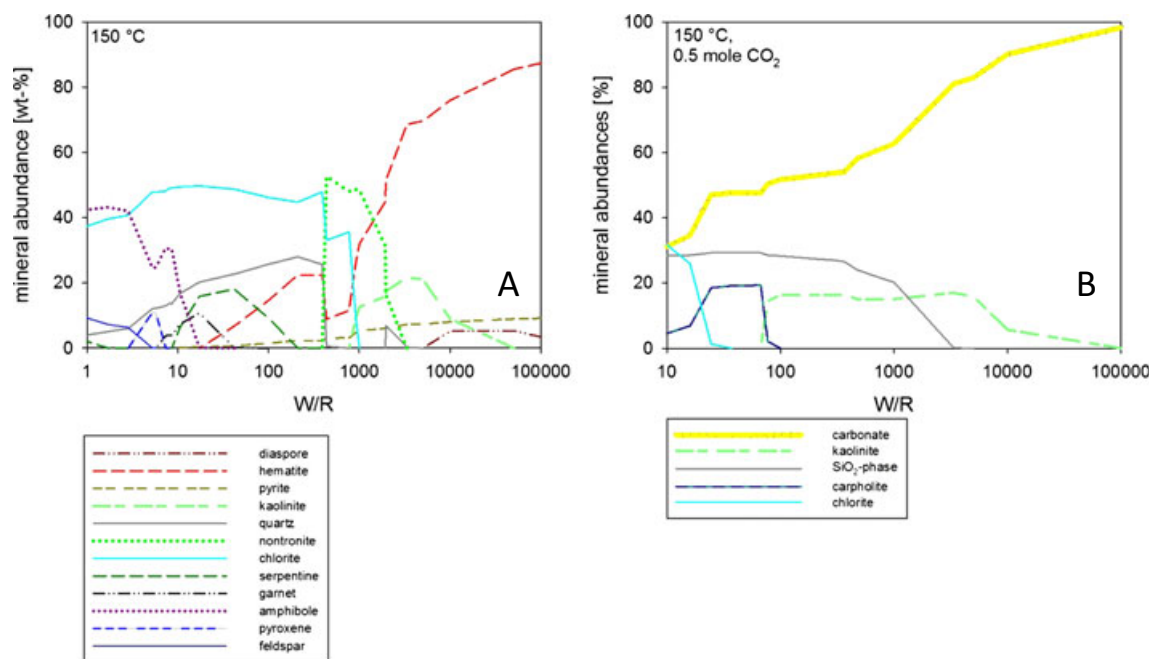 150 °C
A
mineral abundance [wt-%]
100
80
60
40
20
0
1
10
100
1000
10000
100000
W/R
diaspore
hematite
pyrite
kaolinite
quartz
nontronite
chlorite
serpentine
garnet
amphibole
pyroxene
feldspar
150 °C,
0.5 mole CO₂
B
mineral abundances [%]
100
80
60
40
20
0
10
100
1000
10000
100000
W/R
carbonate
kaolinite
SiO₂-phase
carpholite
chlorite